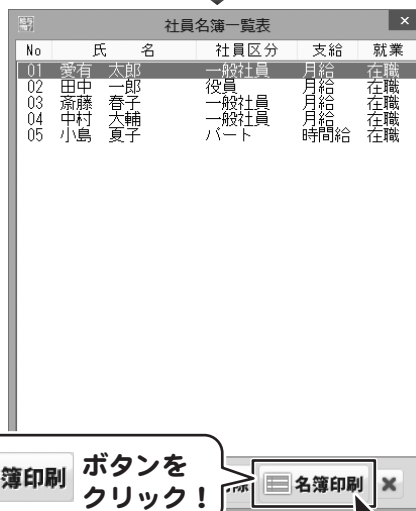 社員名簿一覧表
No 氏 名 社員区分 支給 就業
01 愛有 太郎 一般社員 月給 在職
02 田中 一郎 役員 月給 在職
03 斎藤 春子 一般社員 月給 在職
04 中村 大輔 一般社員 月給 在職
05 小島 夏子 パート 時間給 在職
簿印刷 ボタンを
クリック！
名簿印刷